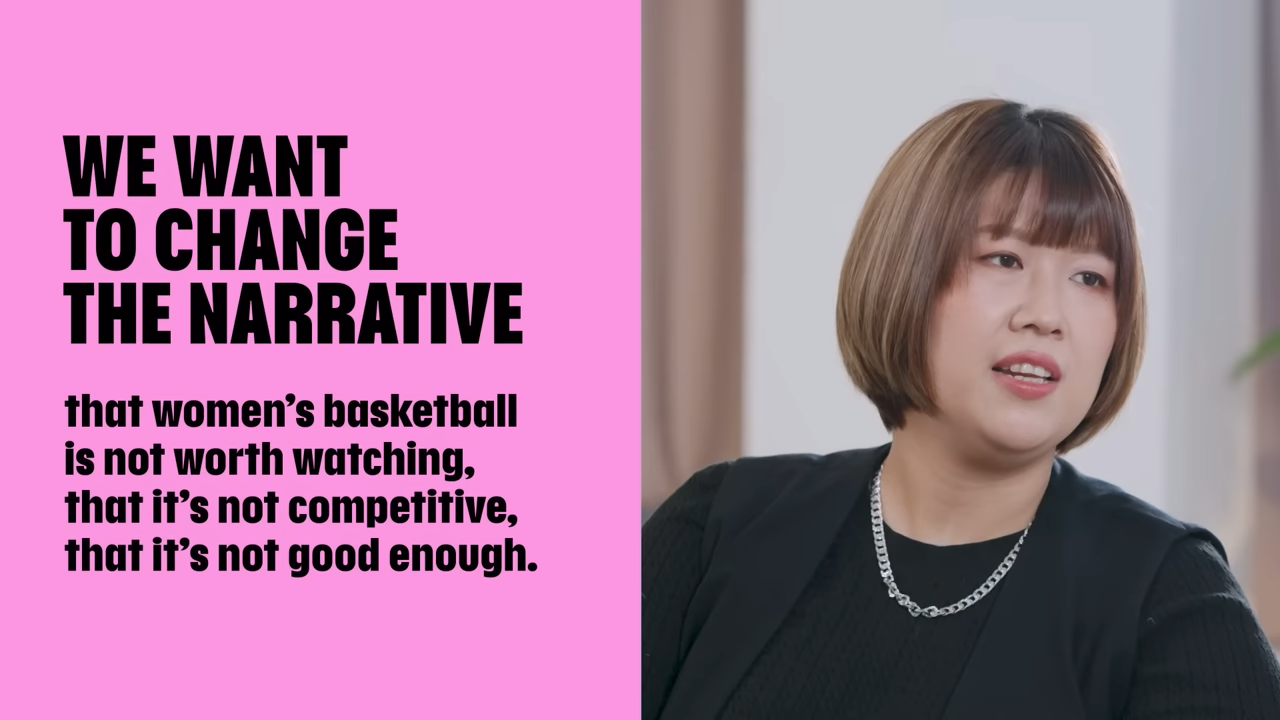 WE WANT
TO CHANGE
THE NARRATIVE
that women’s basketball
is not worth watching,
that it’s not competitive,
that it’s not good enough.